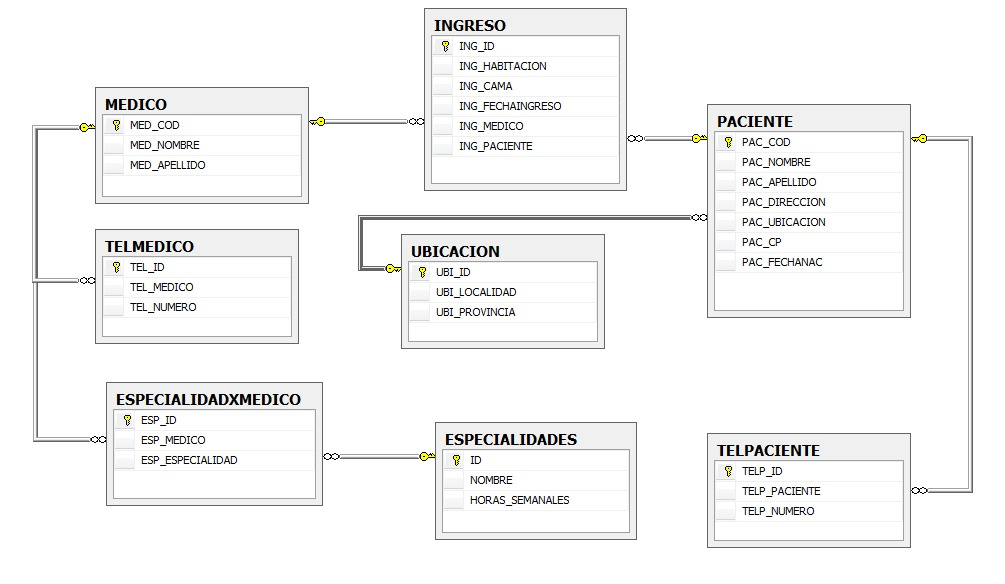 INGRESO
ING_ID
ING_HABITACION
ING_CAMA
ING_FECHAINGRESO
ING_MEDICO
ING_PACIENTE
MEDICO
MED_COD
MED_NOMBRE
MED_APELLIDO
PACIENTE
PAC_COD
PAC_NOMBRE
PAC_APELLIDO
PAC_DIRECCION
PAC_UBICACION
PAC_CP
PAC_FECHANAC
TELMEDICO
TEL_ID
TEL_MEDICO
TEL_NUMERO
UBICACION
UBI_ID
UBI_LOCALIDAD
UBI_PROVINCIA
ESPECIALIDADXMEDICO
ESP_ID
ESP_MEDICO
ESP_ESPECIALIDAD
ESPECIALIDADES
ID
NOMBRE
HORAS_SEMANALES
TELPACIENTE
TELP_ID
TELP_PACIENTE
TELP_NUMERO